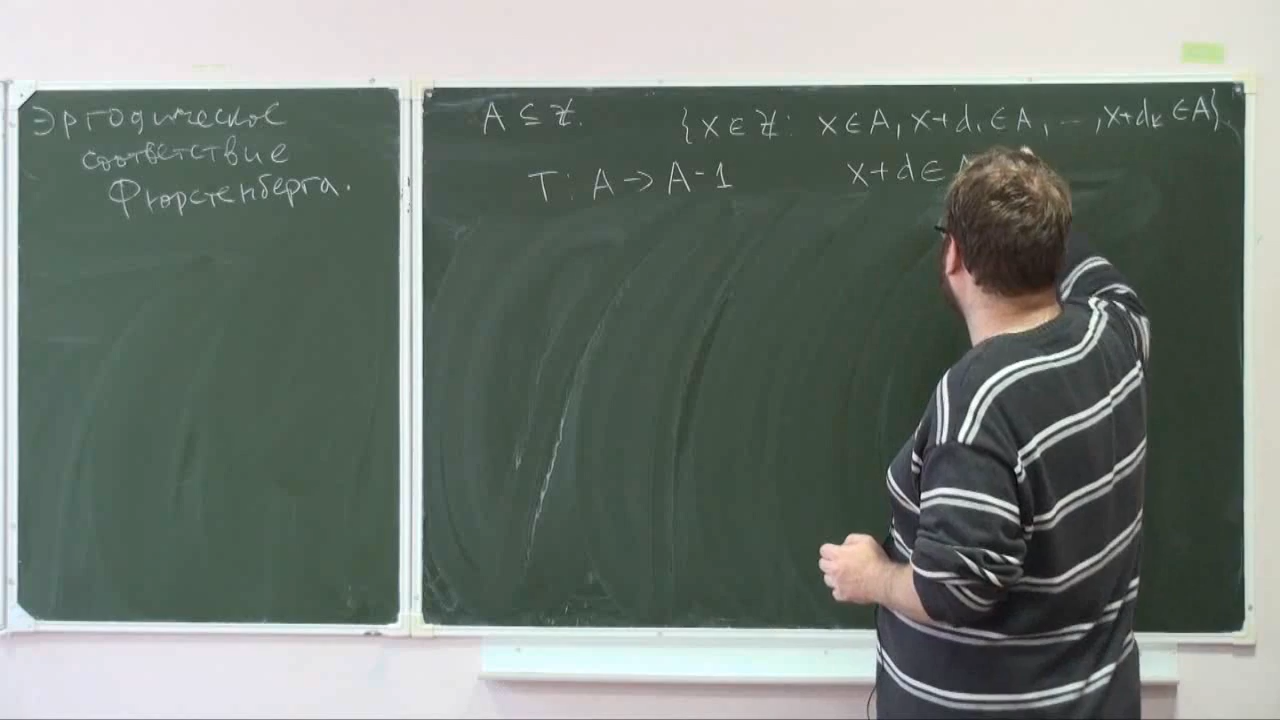 Эргодическое
соответствие
Фюрстенберга.
A ⊆ ℤ. {x ∈ ℤ: x ∈ A, x+d₁ ∈ A, ..., x+dₖ ∈ A}.
T: A → A-1 x+d ∈ A